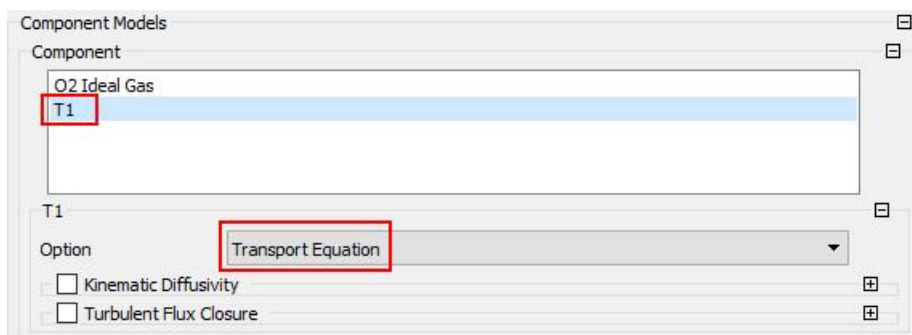 Component Models
Component
O2 Ideal Gas
T1
T1
Option Transport Equation
Kinematic Diffusivity
Turbulent Flux Closure